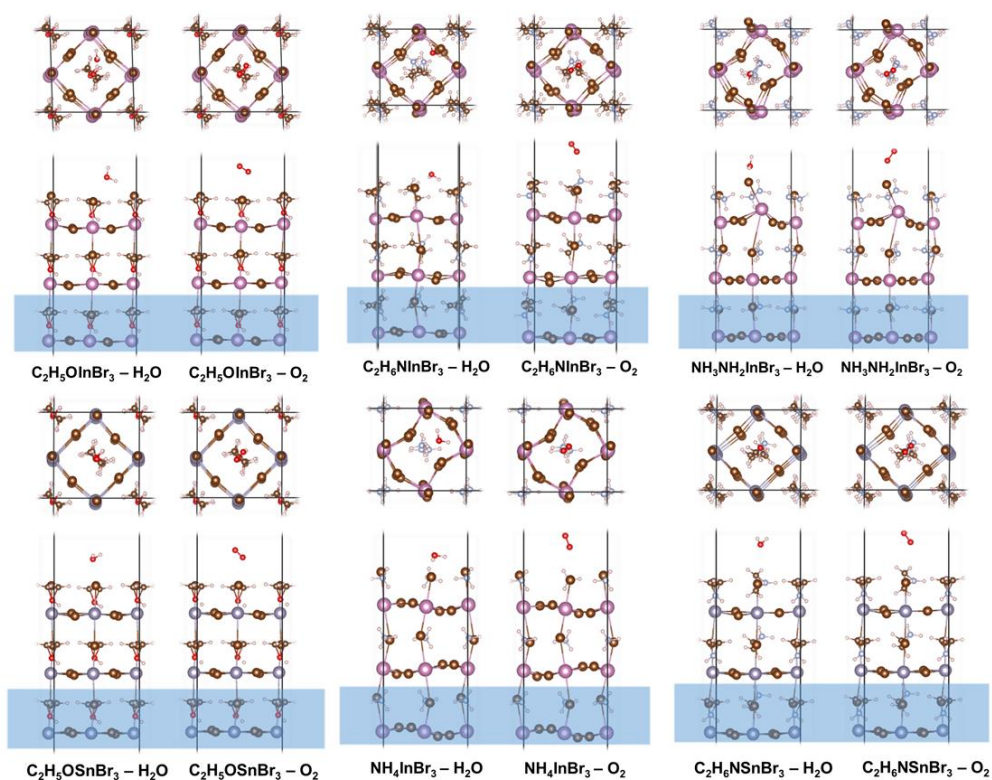 C₂H₅OInBr₃ – H₂O
C₂H₅OInBr₃ – O₂
C₂H₆NInBr₃ – H₂O
C₂H₆NInBr₃ – O₂
NH₃NH₂InBr₃ – H₂O
NH₃NH₂InBr₃ – O₂
C₂H₅OSnBr₃ – H₂O
C₂H₅OSnBr₃ – O₂
NH₄InBr₃ – H₂O
NH₄InBr₃ – O₂
C₂H₆NSnBr₃ – H₂O
C₂H₆NSnBr₃ – O₂